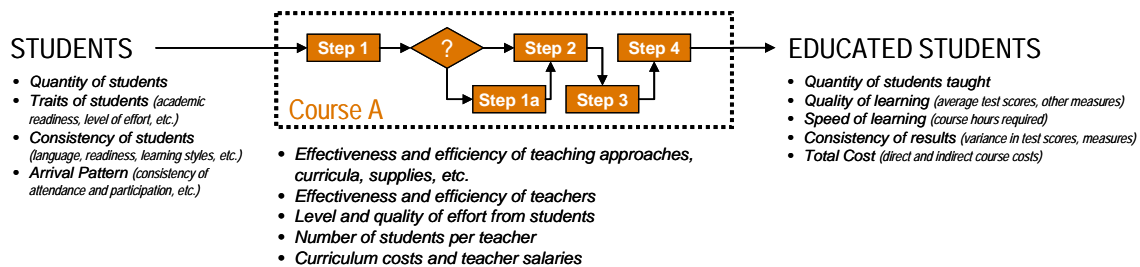 STUDENTS
• Quantity of students
• Traits of students (academic
readiness, level of effort, etc.)
• Consistency of students
(language, readiness, learning styles, etc.)
• Arrival Pattern (consistency of
attendance and participation, etc.)
Step 1
?
Step 2
Step 4
Step 1a
Step 3
Course A
• Effectiveness and efficiency of teaching approaches,
curricula, supplies, etc.
• Effectiveness and efficiency of teachers
• Level and quality of effort from students
• Number of students per teacher
• Curriculum costs and teacher salaries
EDUCATED STUDENTS
• Quantity of students taught
• Quality of learning (average test scores, other measures)
• Speed of learning (course hours required)
• Consistency of results (variance in test scores, measures)
• Total Cost (direct and indirect course costs)